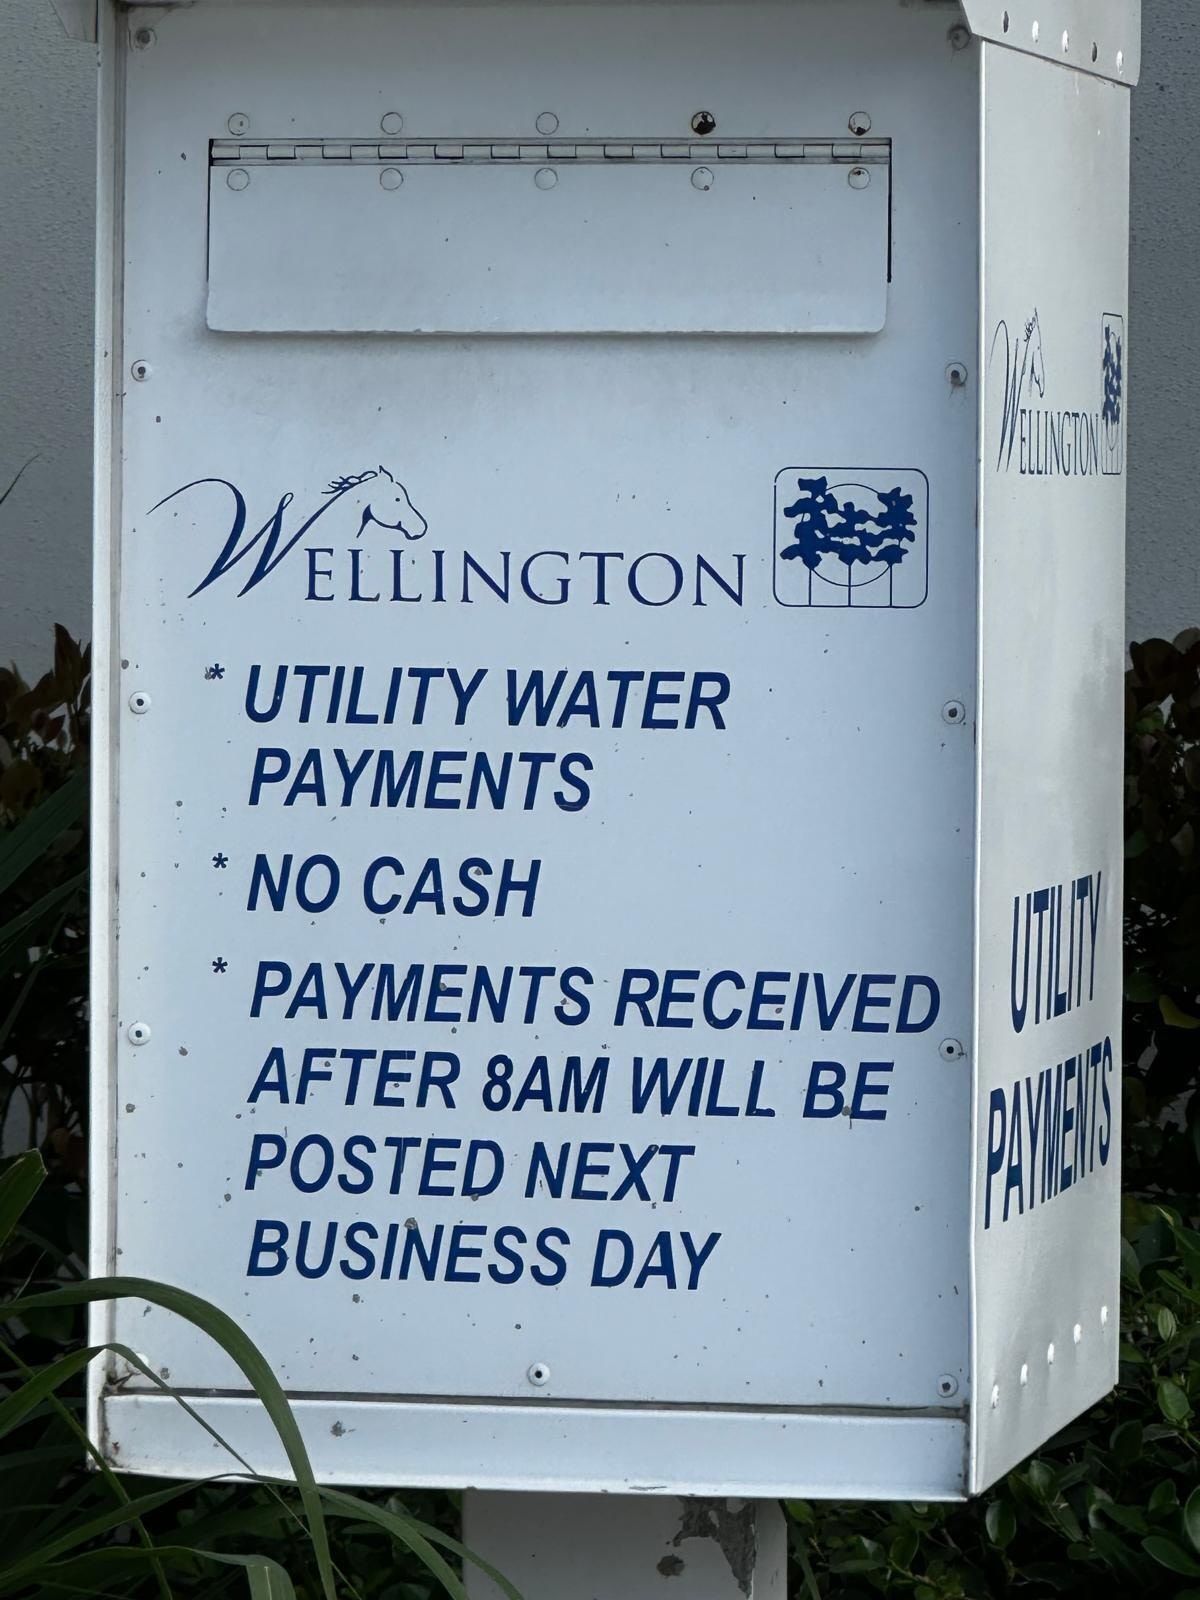 WELLINGTON
* UTILITY WATER
PAYMENTS
* NO CASH
* PAYMENTS RECEIVED
AFTER 8AM WILL BE
POSTED NEXT
BUSINESS DAY
WELLINGTON
UTILITY
PAYMENTS